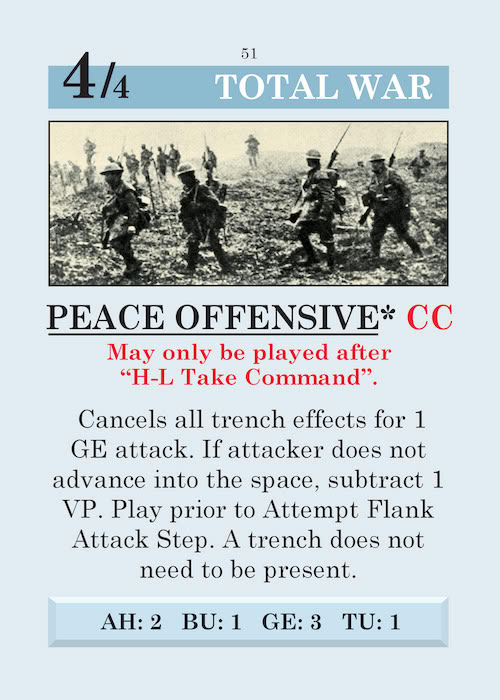 51
4/4 TOTAL WAR
PEACE OFFENSIVE* CC
May only be played after
“H-L Take Command”.
Cancels all trench effects for 1
GE attack. If attacker does not
advance into the space, subtract 1
VP. Play prior to Attempt Flank
Attack Step. A trench does not
need to be present.
AH: 2 BU: 1 GE: 3 TU: 1